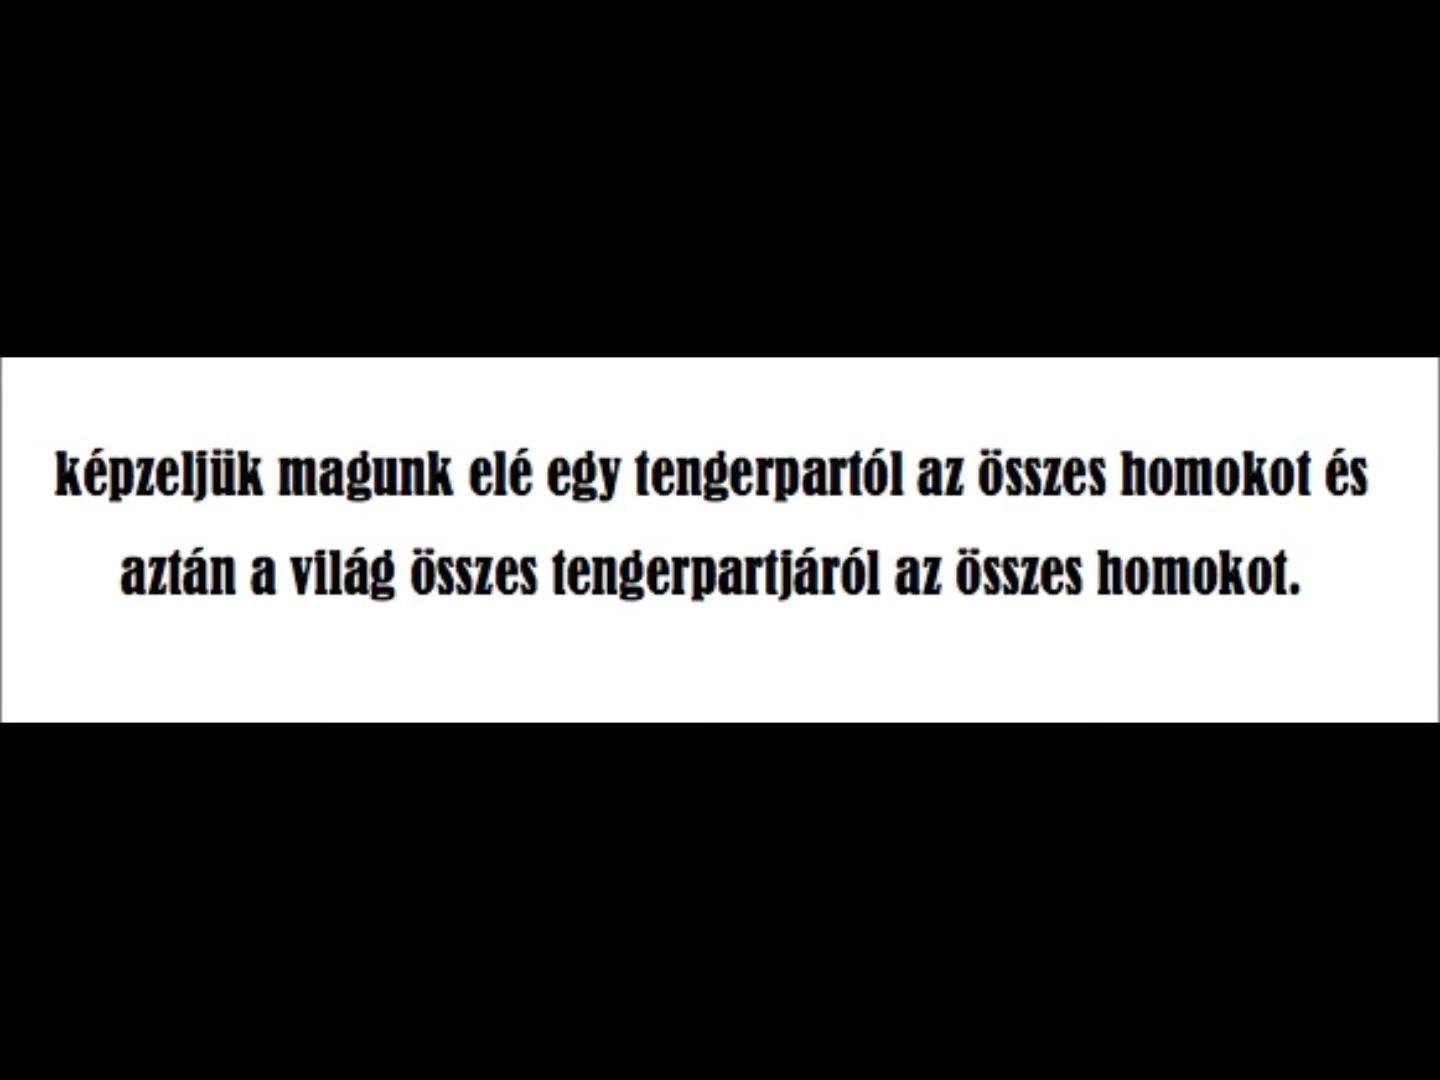 képzeljük magunk elé egy tengerpartól az összes homokot és
aztán a világ összes tengerpartjáról az összes homokot.